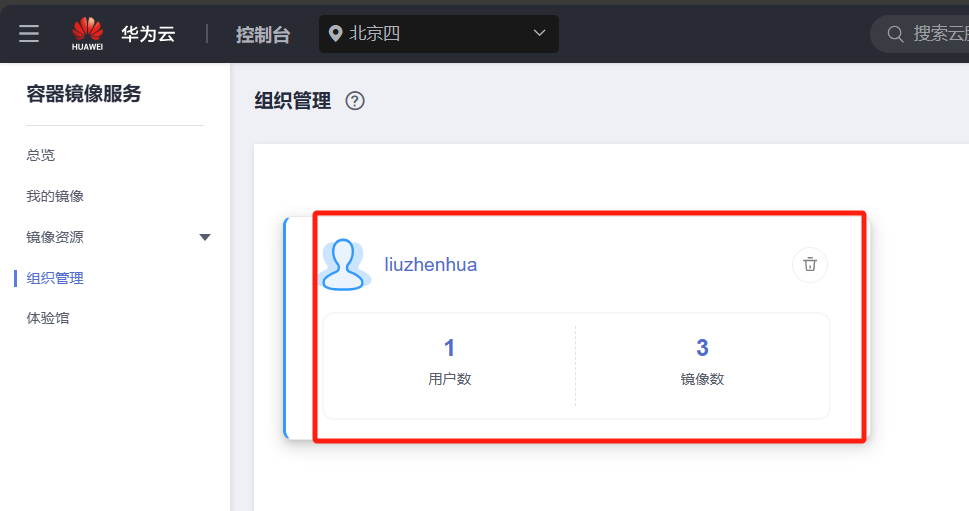 HUAWEI 华为云 控制台 北京四 搜索云
容器镜像服务
总览
我的镜像
镜像资源
组织管理
体验馆
组织管理 ?
liuzhenhua
1 3
用户数 镜像数